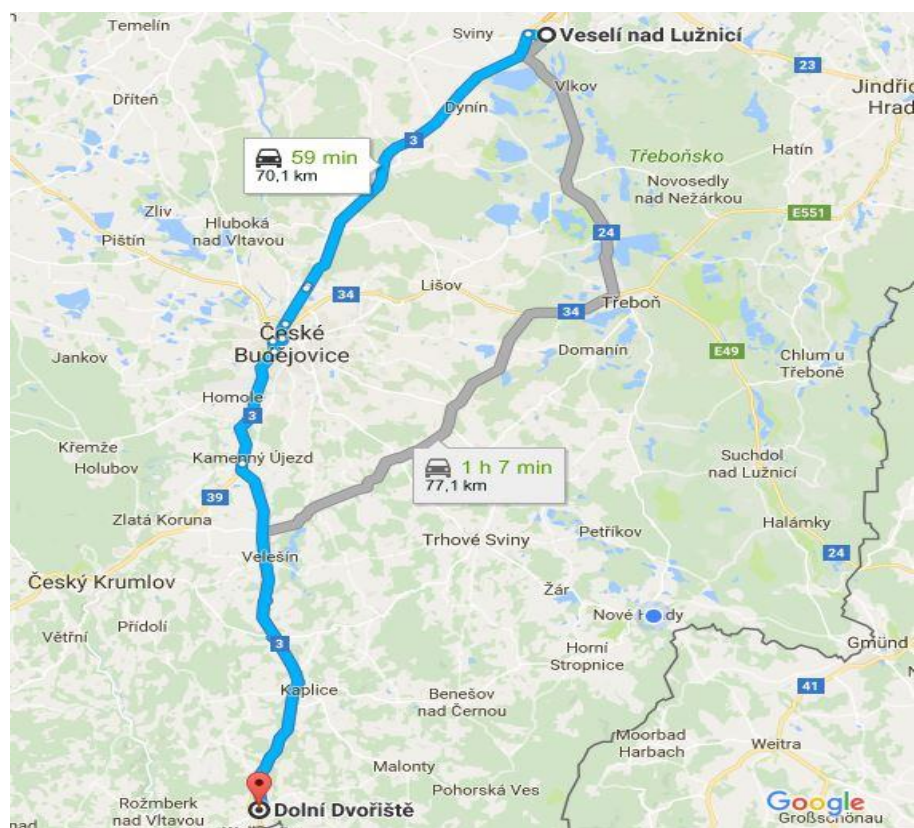 Temelín
Sviny
Veselí nad Lužnicí
23
Jindřic
Hrad
Dříteň
Dynín
Vlkov
3
59 min
70,1 km
Hatín
Třeboňsko
Novosedly
nad Nežárkou
Zliv
Hluboká
nad Vltavou
E551
Pištín
24
34
Lišov
Třeboň
34
České
Budějovice
Domanín
E49
Jankov
Chlum u
Třeboně
Homole
3
Křemže
Holubov
Kamenný Újezd
1 h 7 min
77,1 km
Suchdol
nad Lužnicí
39
Zlatá Koruna
Trhové Sviny
Petříkov
Halámky
Velešín
24
Český Krumlov
Žár
Přídolí
Nové H dy
Větřní
3
Horní
Stropnice
Gmünd
Kaplice
41
Benešov
nad Černou
Moorbad
Harbach
Weitra
Malonty
Pohorská Ves
Rožmberk
nad Vltavou
Dolní Dvořiště
Google
Großschönau
nad